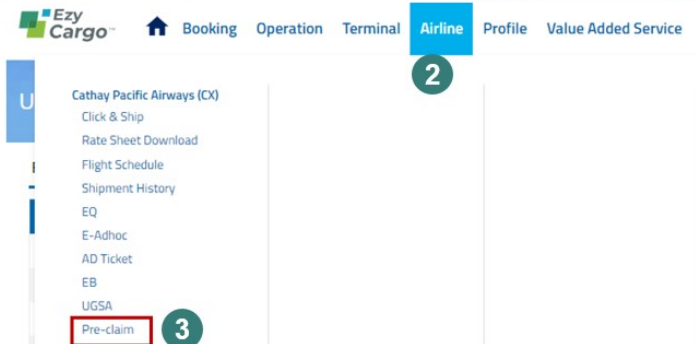 Ezy
Cargo™
Booking Operation Terminal Airline Profile Value Added Service
2
U
Cathay Pacific Airways (CX)
Click & Ship
Rate Sheet Download
Flight Schedule
Shipment History
EQ
E-Adhoc
AD Ticket
EB
UGSA
Pre-claim 3